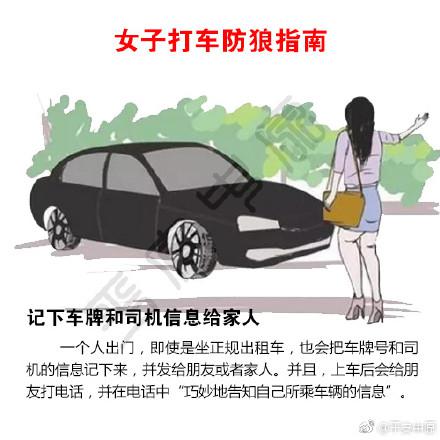 女子打车防狼指南
记下车牌和司机信息给家人
一个人出门，即使是坐正规出租车，也会把车牌号和司
机的信息记下来，并发给朋友或者家人。并且，上车后会给朋
友打电话，并在电话中“巧妙地告知自己所乘车辆的信息”。
@平安中原